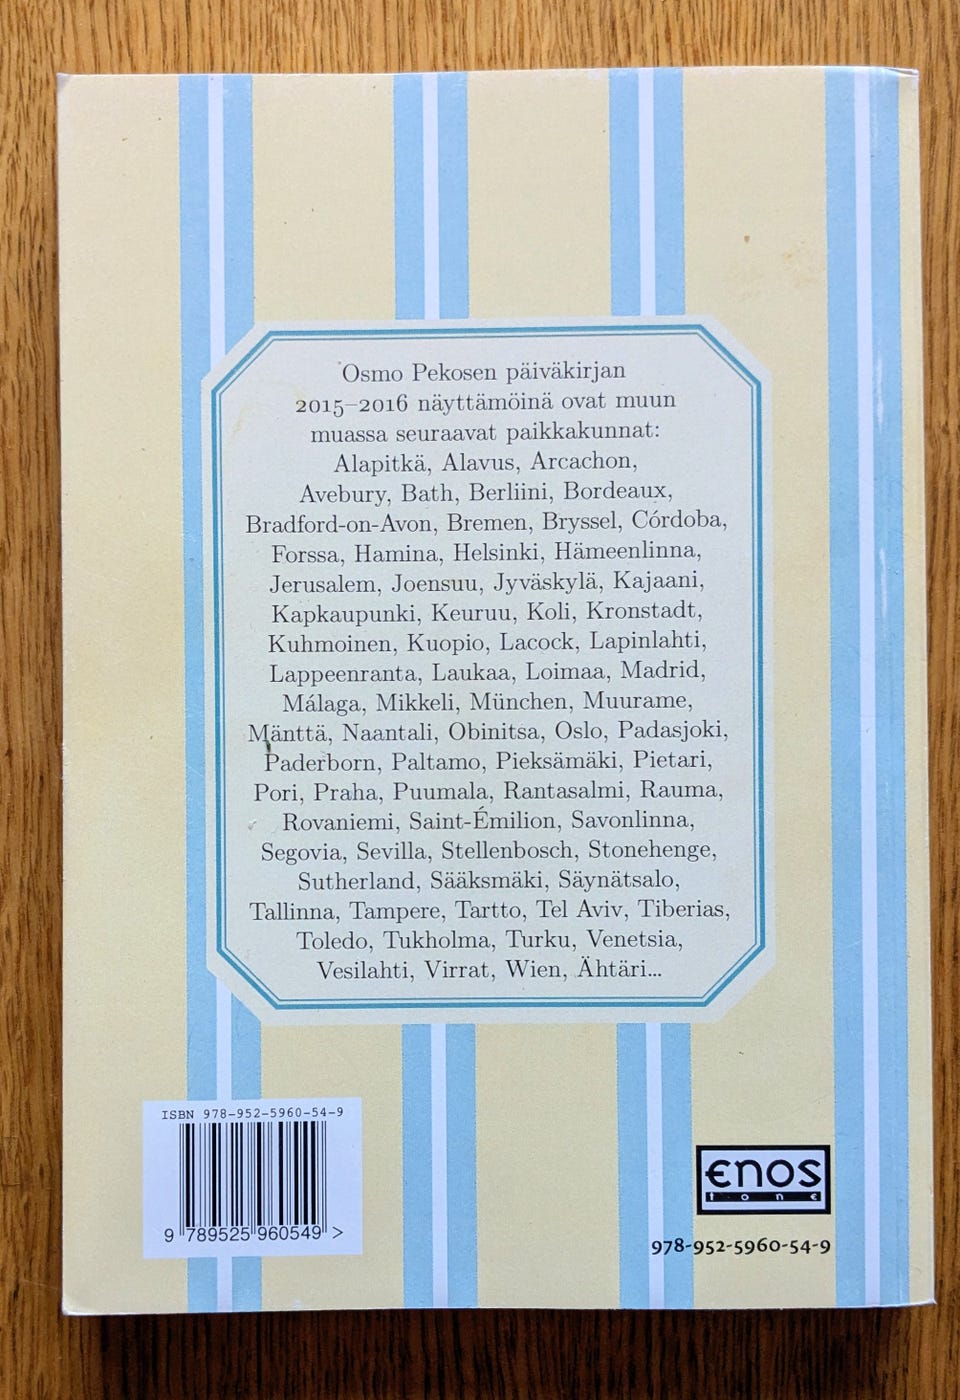 Osmo Pekosen päiväkirjan
2015–2016 näyttämöinä ovat muun
muassa seuraavat paikkakunnat:
Alapitkä, Alavus, Arcachon,
Avebury, Bath, Berliini, Bordeaux,
Bradford-on-Avon, Bremen, Bryssel, Córdoba,
Forssa, Hamina, Helsinki, Hämeenlinna,
Jerusalem, Joensuu, Jyväskylä, Kajaani,
Kapkaupunki, Keuruu, Koli, Kronstadt,
Kuhmoinen, Kuopio, Lacock, Lapinlahti,
Lappeenranta, Laukaa, Loimaa, Madrid,
Málaga, Mikkeli, München, Muurame,
Mänttä, Naantali, Obinitsa, Oslo, Padasjoki,
Paderborn, Paltamo, Pieksämäki, Pietari,
Pori, Praha, Puumala, Rantasalmi, Rauma,
Rovaniemi, Saint-Émilion, Savonlinna,
Segovia, Sevilla, Stellenbosch, Stonehenge,
Sutherland, Sääksmäki, Säynätsalo,
Tallinna, Tampere, Tartto, Tel Aviv, Tiberias,
Toledo, Tukholma, Turku, Venetsia,
Vesilahti, Virrat, Wien, Ähtäri...
ISBN 978-952-5960-54-9
9 789525 960549 >
enos
tone
978-952-5960-54-9